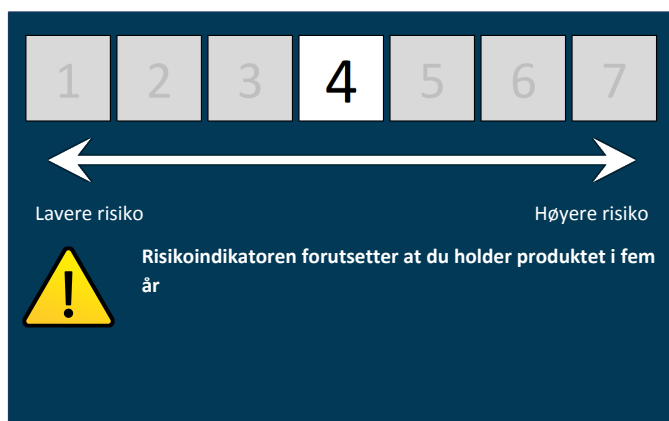 1 2 3 4 5 6 7
Lavere risiko Høyere risiko
Risikoindikatoren forutsetter at du holder produktet i fem
år